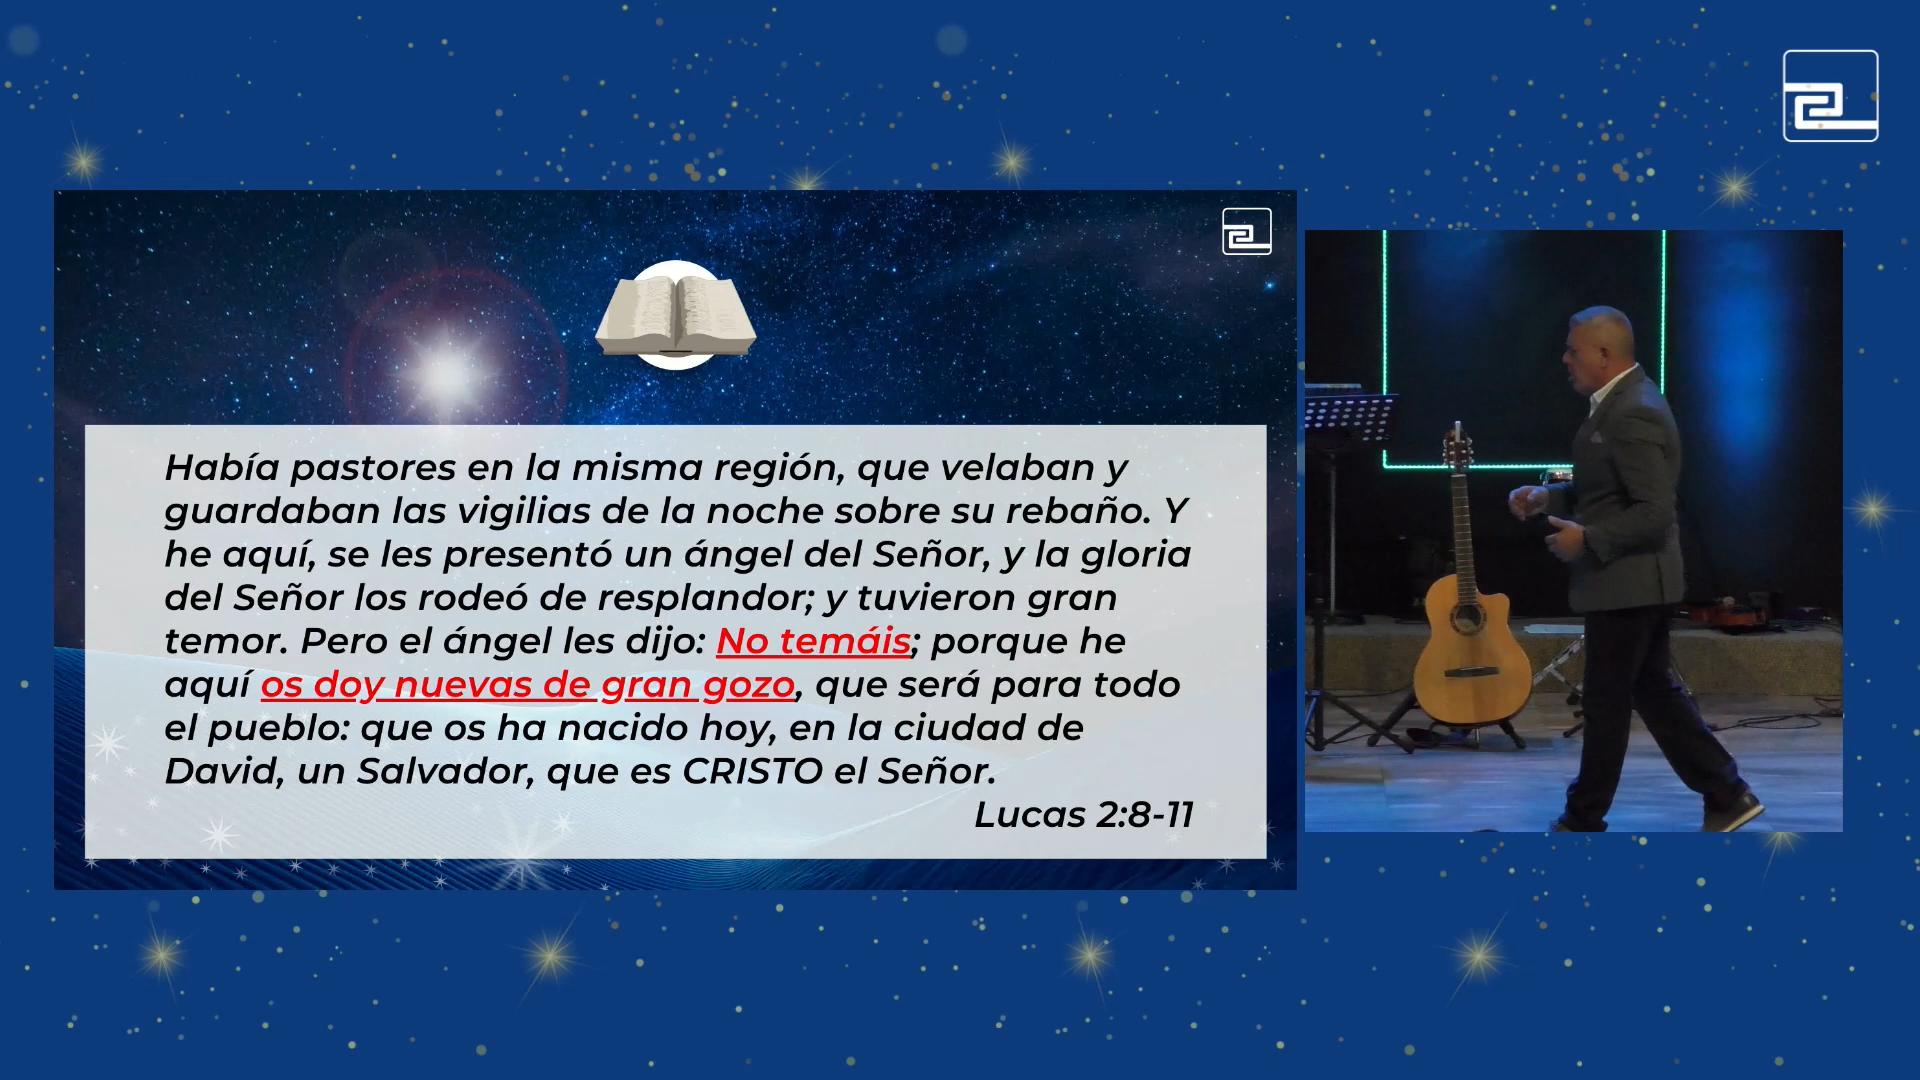 Había pastores en la misma región, que velaban y
guardaban las vigilias de la noche sobre su rebaño. Y
he aquí, se les presentó un ángel del Señor, y la gloria
del Señor los rodeó de resplandor; y tuvieron gran
temor. Pero el ángel les dijo: No temáis; porque he
aquí os doy nuevas de gran gozo, que será para todo
el pueblo: que os ha nacido hoy, en la ciudad de
David, un Salvador, que es CRISTO el Señor.
Lucas 2:8-11